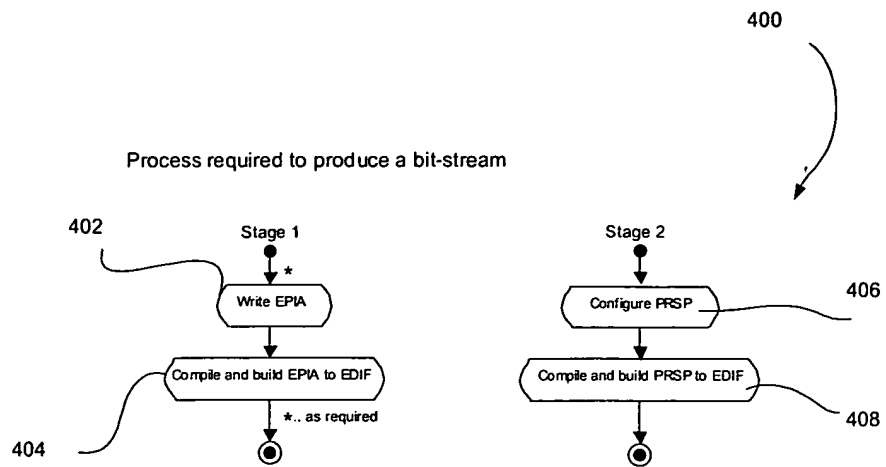 400
Process required to produce a bit-stream
402
Stage 1
Stage 2
*
Write EPIA
Configure PRSP
406
Compile and build EPIA to EDIF
Compile and build PRSP to EDIF
*.. as required
408
404